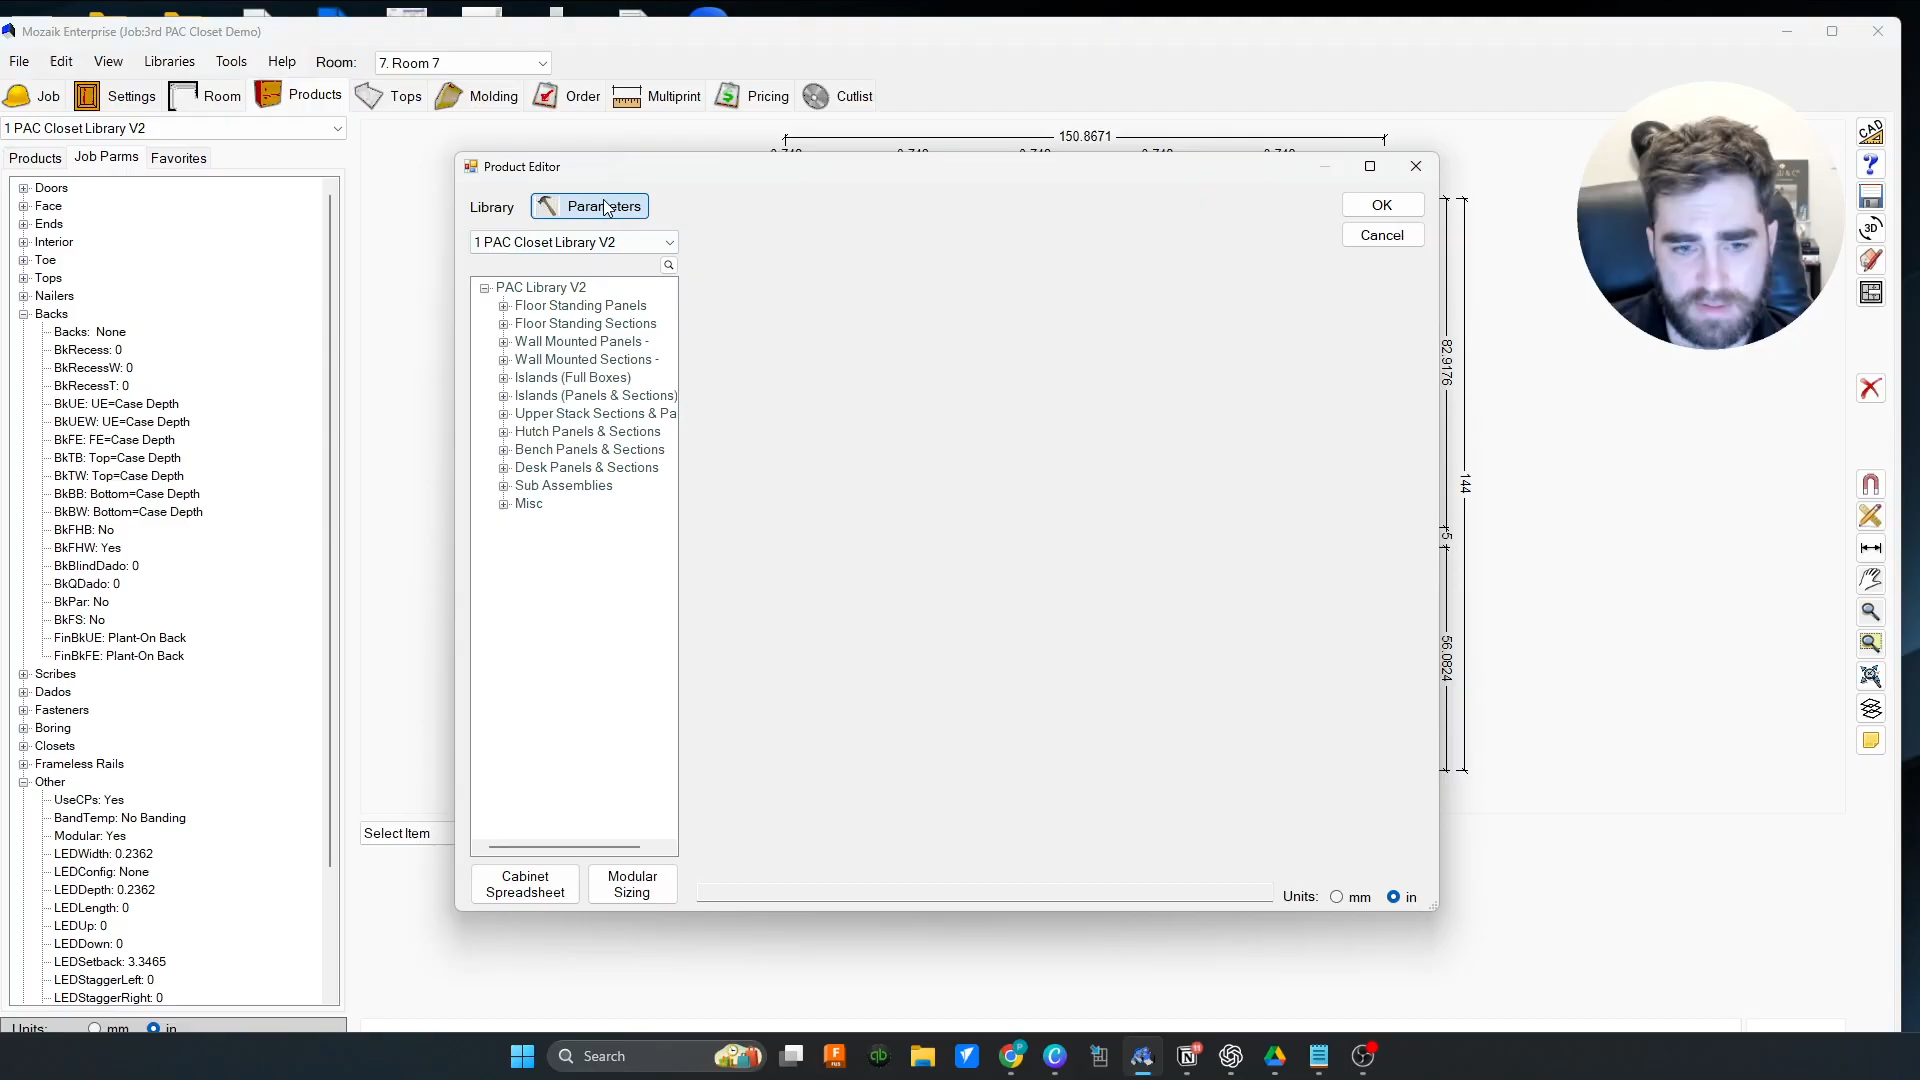 Mozaik Enterprise (Job:3rd PAC Closet Demo)
File Edit View Libraries Tools Help Room: 7. Room 7
Job Settings Room Products Tops Molding Order Multiprint Pricing Cutlist
1 PAC Closet Library V2
Products Job Parms Favorites
Doors
Face
Ends
Interior
Toe
Tops
Nailers
Backs
Backs: None
BkRecess: 0
BkRecessW: 0
BkRecessT: 0
BkUE: UE=Case Depth
BkUEW: UE=Case Depth
BkFE: FE=Case Depth
BkTB: Top=Case Depth
BkTW: Top=Case Depth
BkBB: Bottom=Case Depth
BkBW: Bottom=Case Depth
BkFHB: No
BkFHW: Yes
BkBlindDado: 0
BkQDado: 0
BkPar: No
BkFS: No
FinBkUE: Plant-On Back
FinBkFE: Plant-On Back
Scribes
Dados
Fasteners
Boring
Closets
Frameless Rails
Other
UseCPs: Yes
BandTemp: No Banding
Modular: Yes
LEDWidth: 0.2362
LEDConfig: None
LEDDepth: 0.2362
LEDLength: 0
LEDUp: 0
LEDDown: 0
LEDSetback: 3.3465
LEDStaggerLeft: 0
LEDStaggerRight: 0
Units: mm in
150.8671
Product Editor
Library Parameters
OK
Cancel
1 PAC Closet Library V2
PAC Library V2
Floor Standing Panels
Floor Standing Sections
Wall Mounted Panels -
Wall Mounted Sections -
Islands (Full Boxes)
Islands (Panels & Sections)
Upper Stack Sections & Pa
Hutch Panels & Sections
Bench Panels & Sections
Desk Panels & Sections
Sub Assemblies
Misc
Cabinet
Spreadsheet
Modular
Sizing
Units: mm in
82.9176
144
5
56.0824
Select Item
CAD
?
3D
Search